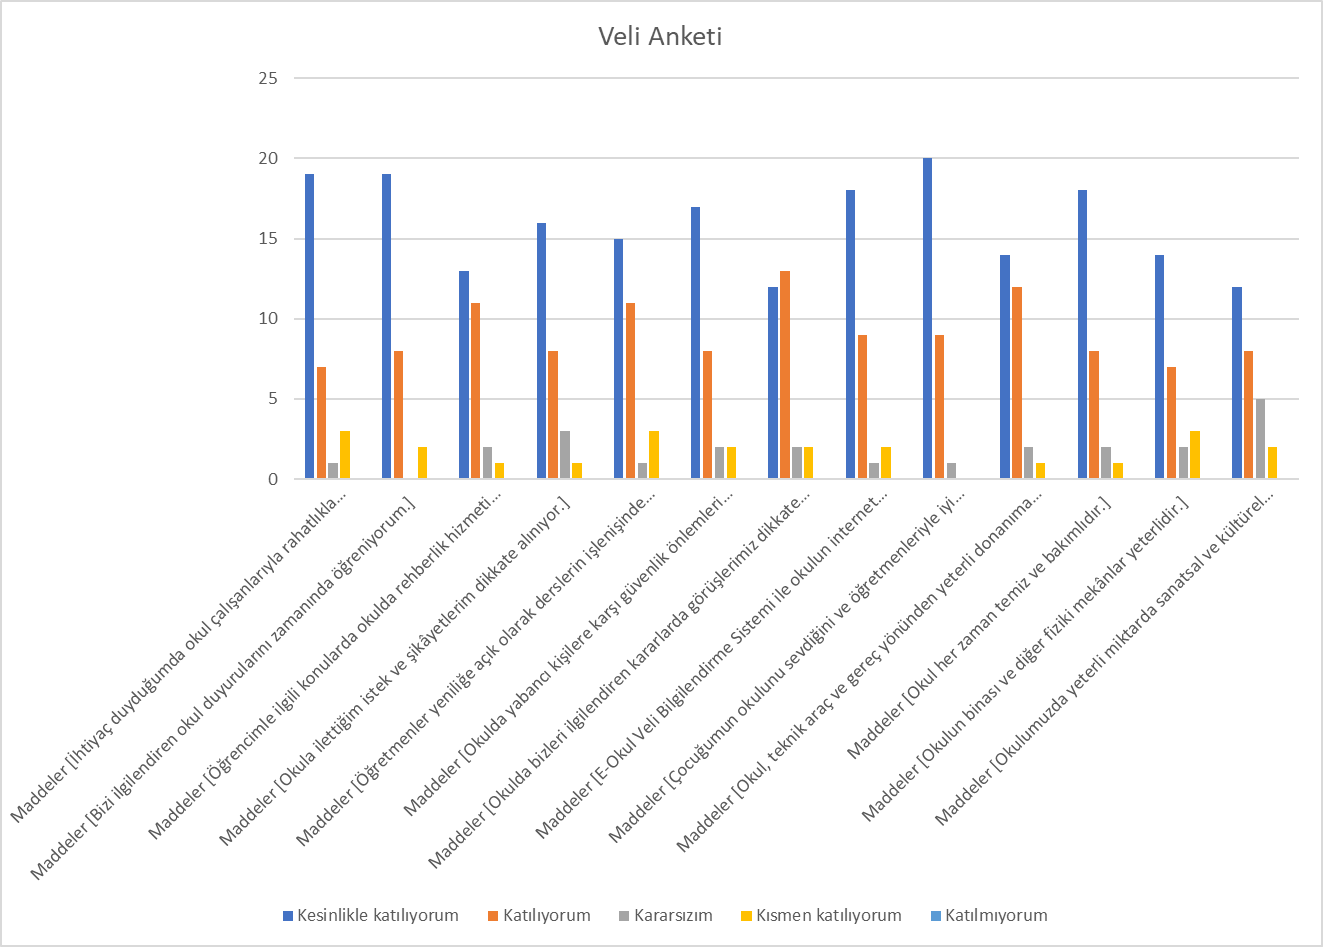 Veli Anketi
25
20
15
10
5
0
Maddeler [İhtiyaç duyduğumda okul çalışanlarıyla rahatlıkla...
Maddeler [Bizi ilgilendiren okul duyurularını zamanında öğreniyorum.]
Maddeler [Öğrencimle ilgili konularda okulda rehberlik hizmeti...
Maddeler [Okula ilettiğim istek ve şikâyetlerim dikkate alınıyor.]
Maddeler [Öğretmenler yeniliğe açık olarak derslerin işlenişinde...
Maddeler [Okulda yabancı kişilere karşı güvenlik önlemleri...
Maddeler [Okulda bizleri ilgilendiren kararlarda görüşlerimiz dikkate...
Maddeler [E-Okul Veli Bilgilendirme Sistemi ile okulun internet...
Maddeler [Çocuğumun okulunu sevdiğini ve öğretmenleriyle iyi...
Maddeler [Okul, teknik araç ve gereç yönünden yeterli donanıma...
Maddeler [Okul her zaman temiz ve bakımlıdır.]
Maddeler [Okulun binası ve diğer fiziki mekânlar yeterlidir.]
Maddeler [Okulumuzda yeterli miktarda sanatsal ve kültürel...
Kesinlikle katılıyorum
Katılıyorum
Kararsızım
Kısmen katılıyorum
Katılmıyorum